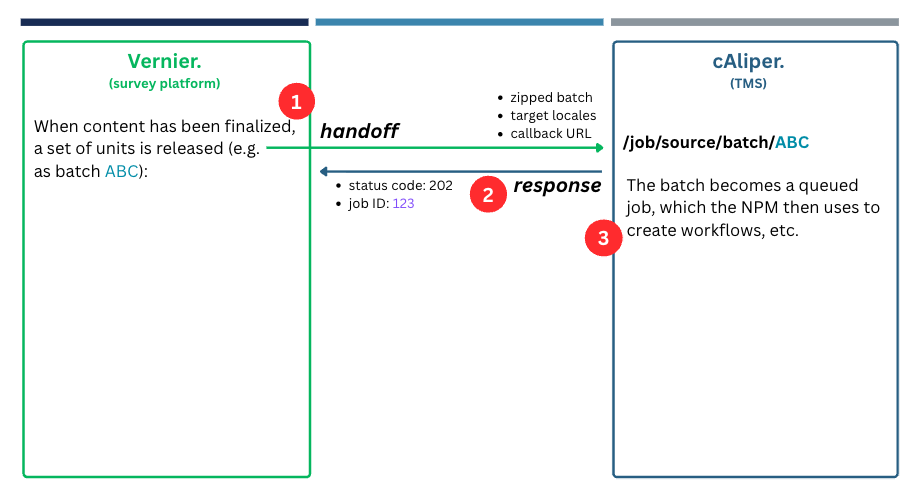 Vernier.
(survey platform)
1
When content has been finalized,
a set of units is released (e.g.
as batch ABC):
handoff
• zipped batch
• target locales
• callback URL
response
2
• status code: 202
• job ID: 123
cAliper.
(TMS)
/job/source/batch/ABC
The batch becomes a queued
job, which the NPM then uses to
create workflows, etc.
3